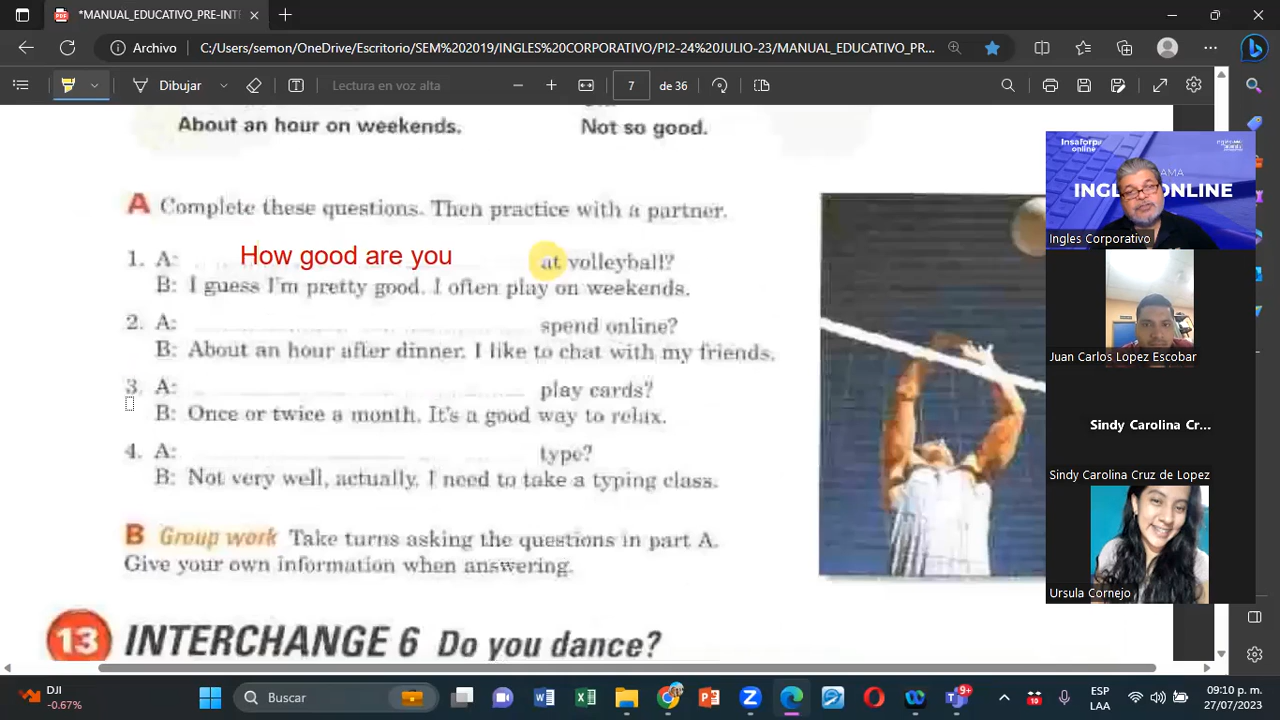 *MANUAL_EDUCATIVO_PRE-INTE
Archivo
C:/Users/semon/OneDrive/Escritorio/SEM%202019/INGLES%20CORPORATIVO/PI2-24%20JULIO-23/MANUAL_EDUCATIVO_PR...
Dibujar
Lectura en voz alta
7
de 36
About an hour on weekends.
Not so good.
A Complete these questions. Then practice with a partner.
1. A: How good are you at volleyball?
B: I guess I'm pretty good. I often play on weekends.
2. A: spend online?
B: About an hour after dinner. I like to chat with my friends.
3. A: play cards?
B: Once or twice a month. It's a good way to relax.
4. A: type?
B: Not very well, actually. I need to take a typing class.
B Group work Take turns asking the questions in part A.
Give your own information when answering.
13 INTERCHANGE 6 Do you dance?
Insaforp
online
INGL ONLINE
Ingles Corporativo
Juan Carlos Lopez Escobar
Sindy Carolina Cr...
Sindy Carolina Cruz de Lopez
Ursula Cornejo
DJI
-0.67%
Buscar
9+
10
ESP
LAA
09:10 p. m.
27/07/2023